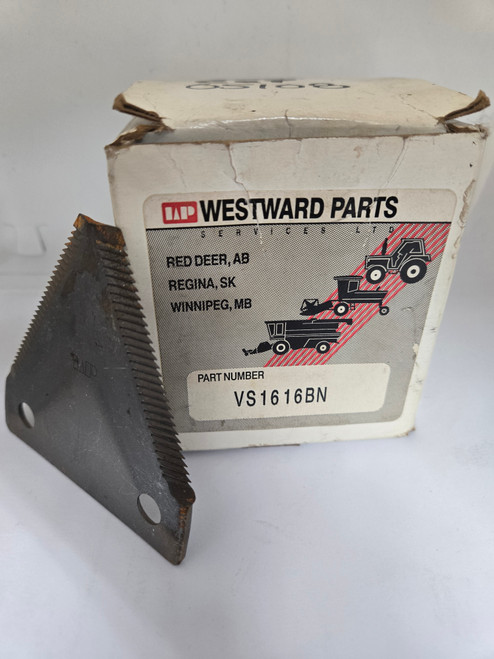 WP WESTWARD PARTS
SERVICES LTD
RED DEER, AB
REGINA, SK
WINNIPEG, MB
PART NUMBER
VS1616BN